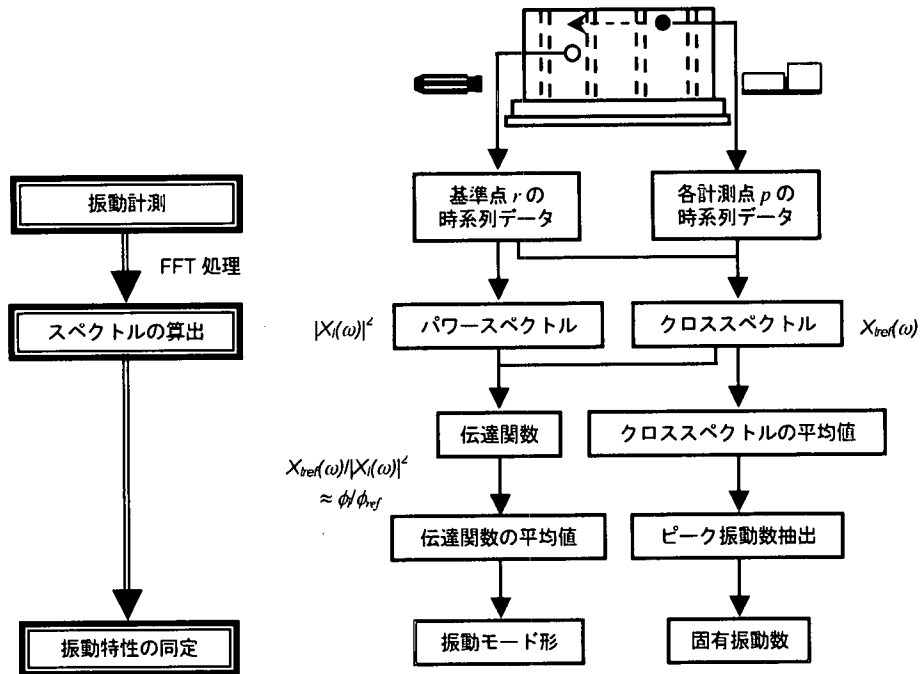 振動計測
FFT 処理
スペクトルの算出
振動特性の同定
基準点 r の
時系列データ
各計測点 p の
時系列データ
|Xi(ω)|²
パワースペクトル
クロススペクトル
Xiref(ω)
伝達関数
クロススペクトルの平均値
Xiref(ω)/|Xi(ω)|²
≈ φi/φref
伝達関数の平均値
ピーク振動数抽出
振動モード形
固有振動数